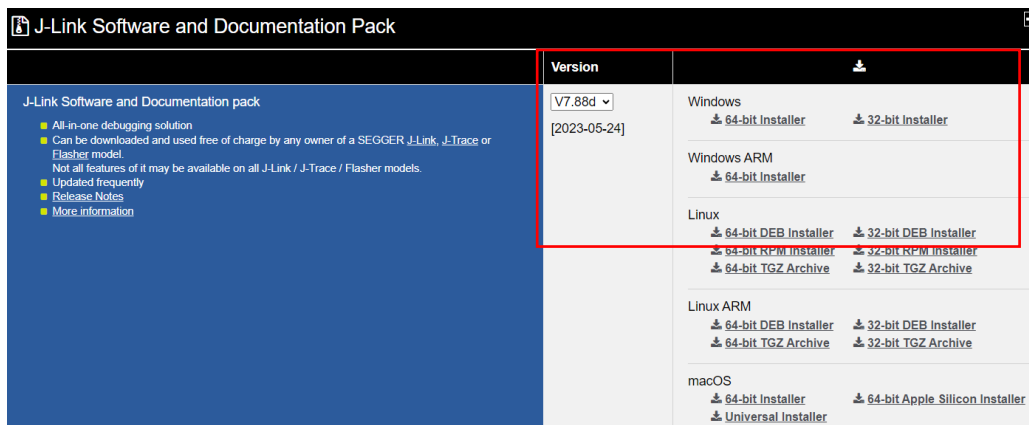 J-Link Software and Documentation Pack
Version
J-Link Software and Documentation pack
All-in-one debugging solution
Can be downloaded and used free of charge by any owner of a SEGGER J-Link, J-Trace or
Flasher model.
Not all features of it may be available on all J-Link / J-Trace / Flasher models.
Updated frequently
Release Notes
More information
V7.88d
[2023-05-24]
Windows
64-bit Installer 32-bit Installer
Windows ARM
64-bit Installer
Linux
64-bit DEB Installer 32-bit DEB Installer
64-bit RPM Installer 32-bit RPM Installer
64-bit TGZ Archive 32-bit TGZ Archive
Linux ARM
64-bit DEB Installer 32-bit DEB Installer
64-bit TGZ Archive 32-bit TGZ Archive
macOS
64-bit Installer 64-bit Apple Silicon Installer
Universal Installer